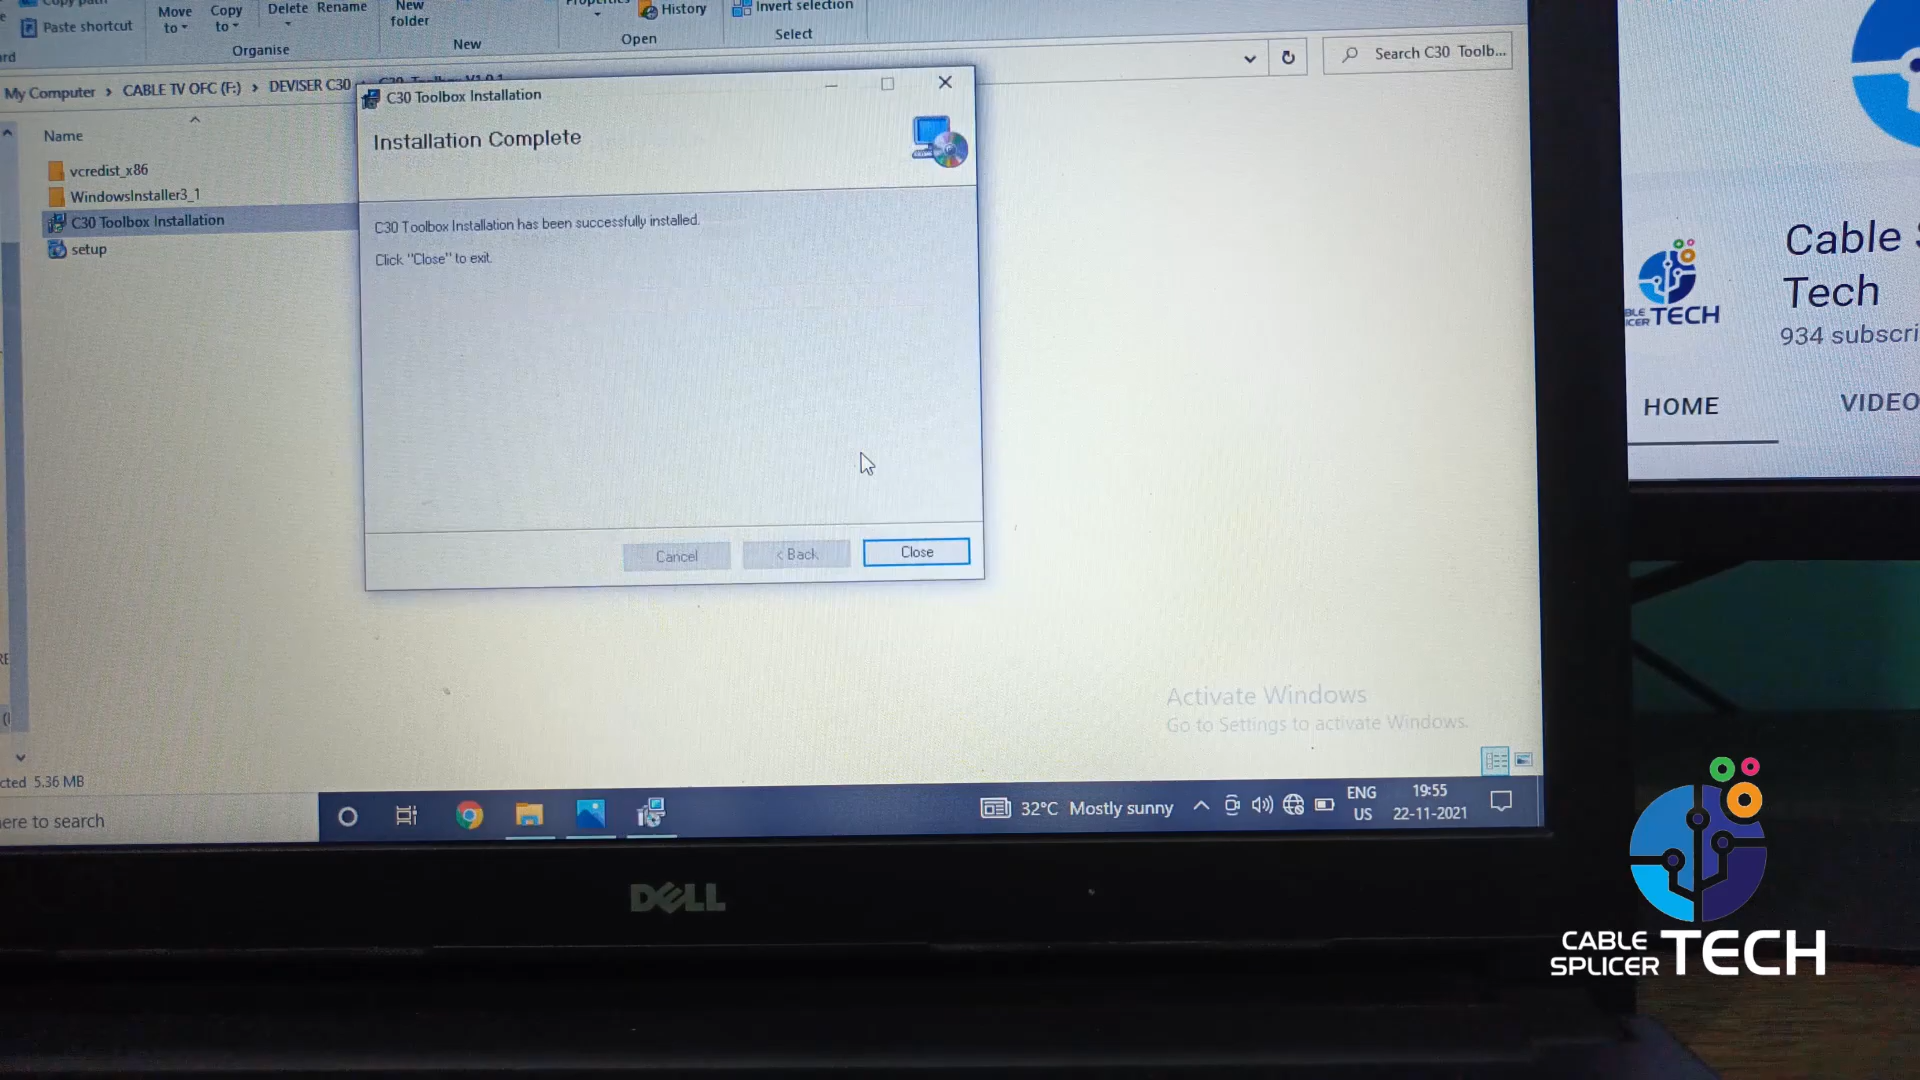 Move to
Copy to
Delete
Rename
New folder
History
Invert selection
Paste shortcut
Organise
New
Open
Select
My Computer > CABLE TV OFC (F:) > DEVISER C30
Search C30 Toolb...
Name
vcredist_x86
WindowsInstaller3_1
C30 Toolbox Installation
setup
C30 Toolbox Installation
Installation Complete
C30 Toolbox Installation has been successfully installed.
Click "Close" to exit.
Cancel
< Back
Close
Activate Windows
Go to Settings to activate Windows.
5.36 MB
to search
32°C Mostly sunny
ENG
US
19:55
22-11-2021
DELL
Cable
Tech
TECH
934
HOME
CABLE
SPLICER TECH